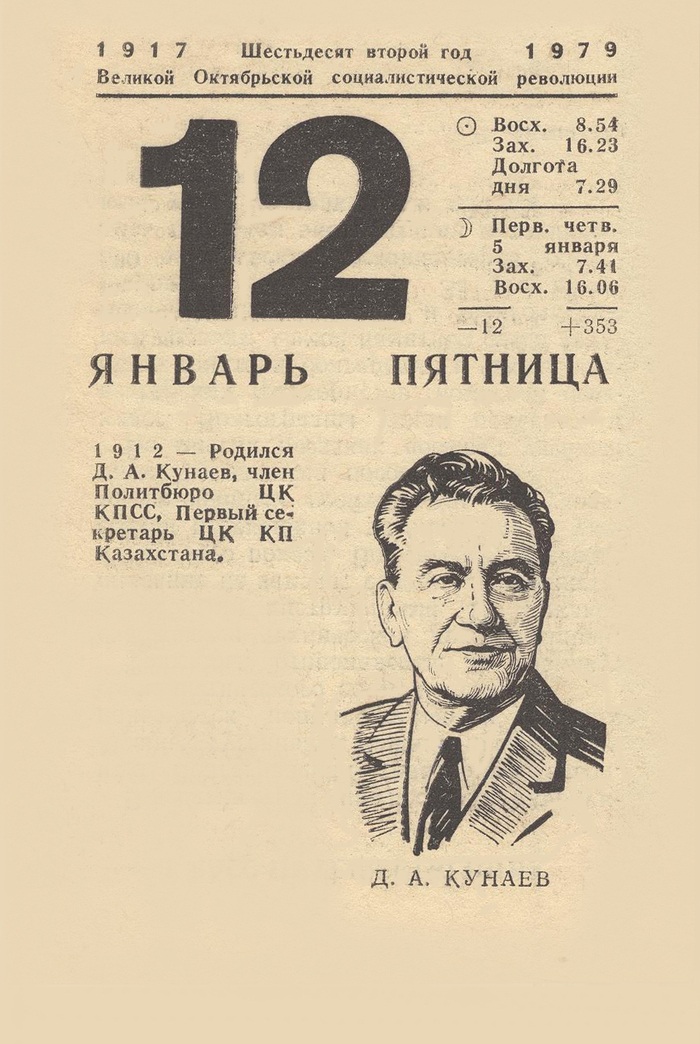 1917 Шестьдесят второй год 1979
Великой Октябрьской социалистической революции
12
Восх. 8.54
Зах. 16.23
Долгота
дня 7.29
Перв. четв.
5 января
Зах. 7.41
Восх. 16.06
—12 +353
ЯНВАРЬ ПЯТНИЦА
1912 — Родился
Д. А. Кунаев, член
Политбюро ЦК
КПСС, Первый се-
кретарь ЦК КП
Казахстана.
Д. А. КУНАЕВ